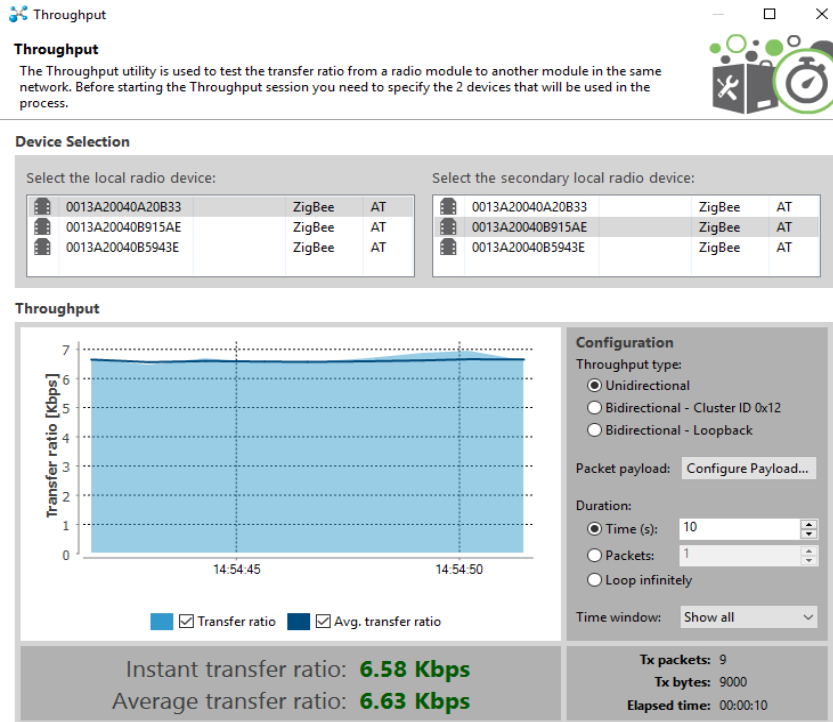 Throughput
Throughput
The Throughput utility is used to test the transfer ratio from a radio module to another module in the same
network. Before starting the Throughput session you need to specify the 2 devices that will be used in the
process.
Device Selection
Select the local radio device:
0013A20040A20B33 ZigBee AT
0013A20040B915AE ZigBee AT
0013A20040B5943E ZigBee AT
Select the secondary local radio device:
0013A20040A20B33 ZigBee AT
0013A20040B915AE ZigBee AT
0013A20040B5943E ZigBee AT
Throughput
Transfer ratio [Kbps]
7
6
5
4
3
2
1
0
14:54:45 14:54:50
Transfer ratio Avg. transfer ratio
Configuration
Throughput type:
Unidirectional
Bidirectional - Cluster ID 0x12
Bidirectional - Loopback
Packet payload: Configure Payload...
Duration:
Time (s): 10
Packets: 1
Loop infinitely
Time window: Show all
Instant transfer ratio: 6.58 Kbps
Average transfer ratio: 6.63 Kbps
Tx packets: 9
Tx bytes: 9000
Elapsed time: 00:00:10